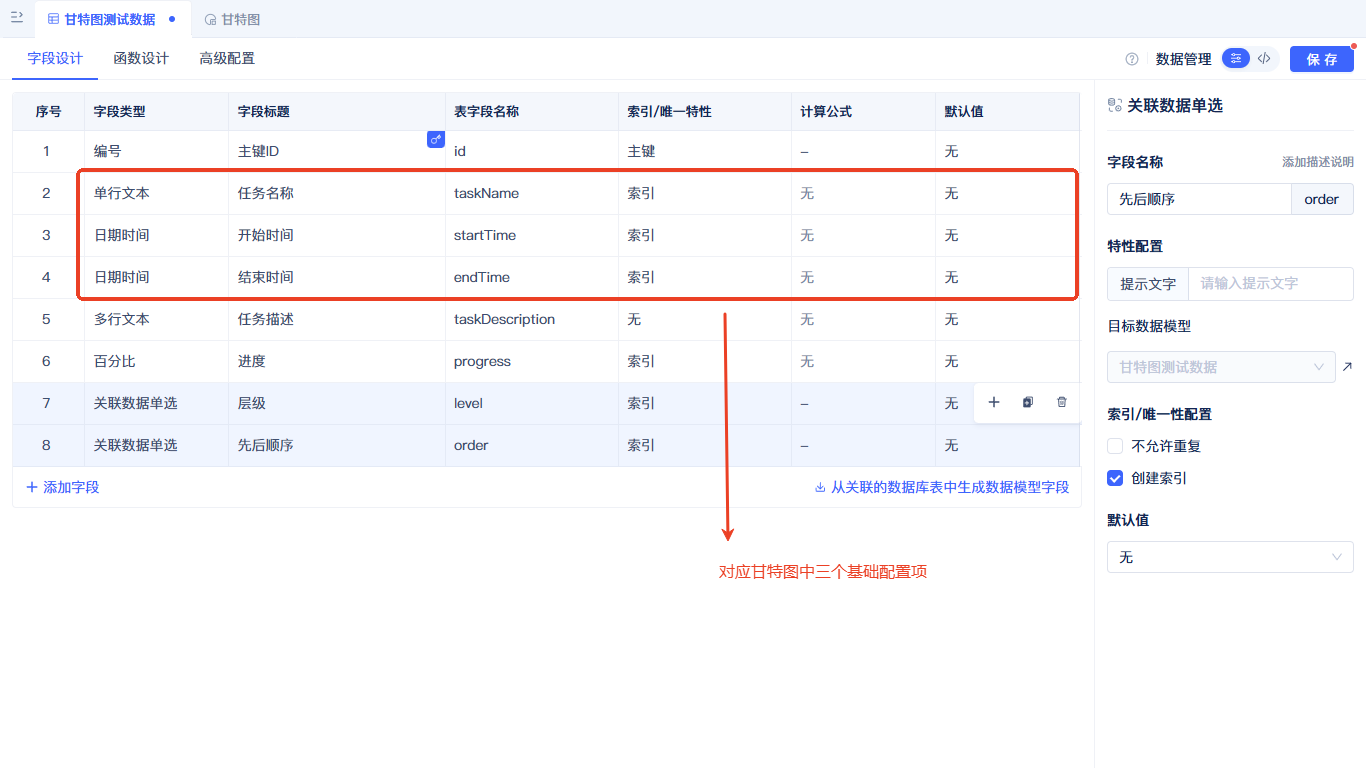 甘特图测试数据 甘特图
字段设计 函数设计 高级配置 数据管理 保 存
序号 字段类型 字段标题 表字段名称 索引/唯一特性 计算公式 默认值
1 编号 主键ID id 主键 – 无
2 单行文本 任务名称 taskName 索引 无 无
3 日期时间 开始时间 startTime 索引 无 无
4 日期时间 结束时间 endTime 索引 无 无
5 多行文本 任务描述 taskDescription 无 无 无
6 百分比 进度 progress 索引 无 无
7 关联数据单选 层级 level 索引 – 无
8 关联数据单选 先后顺序 order 索引 – 无
添加字段 从关联的数据库表中生成数据模型字段
对应甘特图中三个基础配置项
关联数据单选
字段名称 添加描述说明
先后顺序 order
特性配置
提示文字 请输入提示文字
目标数据模型
甘特图测试数据
索引/唯一性配置
不允许重复
创建索引
默认值
无